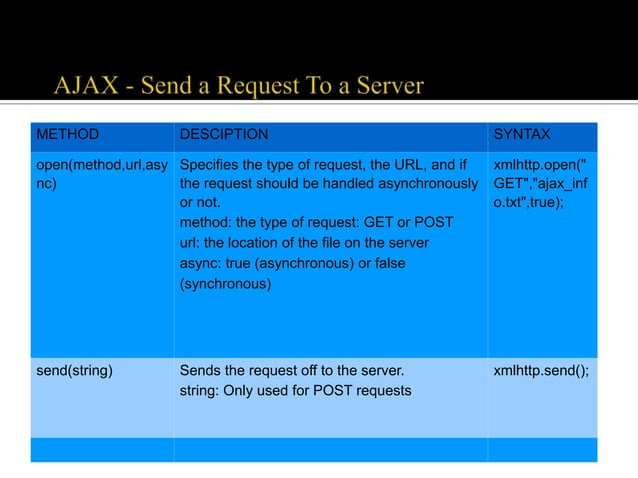 AJAX - Send a Request To a Server
METHOD DESCIPTION SYNTAX
open(method,url,asy
nc)
Specifies the type of request, the URL, and if
the request should be handled asynchronously
or not.
method: the type of request: GET or POST
url: the location of the file on the server
async: true (asynchronous) or false
(synchronous)
xmlhttp.open("
GET","ajax_inf
o.txt",true);
send(string)
Sends the request off to the server.
string: Only used for POST requests
xmlhttp.send();